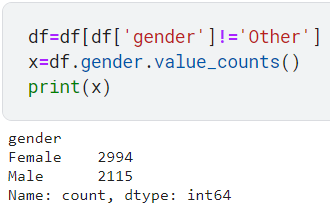 df=df[df['gender']!='Other']
x=df.gender.value_counts()
print(x)
gender
Female    2994
Male      2115
Name: count, dtype: int64